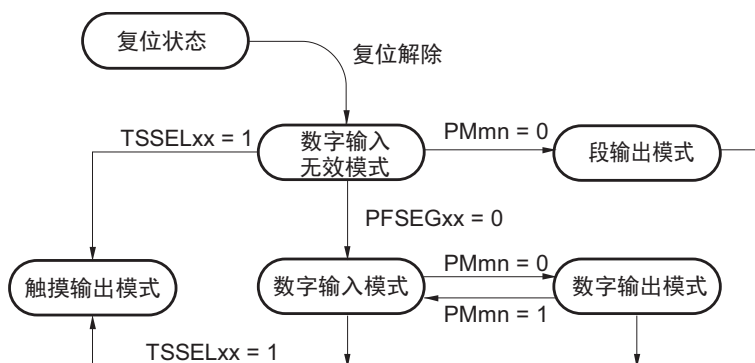 复位状态
复位解除
TSSELxx = 1
数字输入
无效模式
PMmn = 0
段输出模式
PFSEGxx = 0
触摸输出模式
数字输入模式
PMmn = 0
PMmn = 1
数字输出模式
TSSELxx = 1